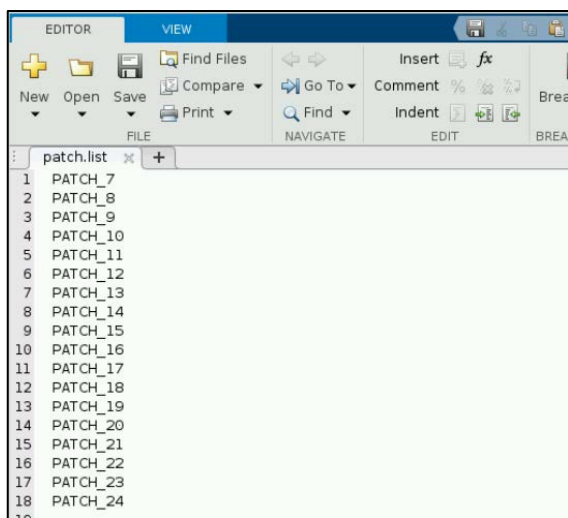 EDITOR VIEW
Find Files Insert fx
Compare Go To Comment
New Open Save Print Find Indent
FILE NAVIGATE EDIT
patch.list
1 PATCH_7
2 PATCH_8
3 PATCH_9
4 PATCH_10
5 PATCH_11
6 PATCH_12
7 PATCH_13
8 PATCH_14
9 PATCH_15
10 PATCH_16
11 PATCH_17
12 PATCH_18
13 PATCH_19
14 PATCH_20
15 PATCH_21
16 PATCH_22
17 PATCH_23
18 PATCH_24